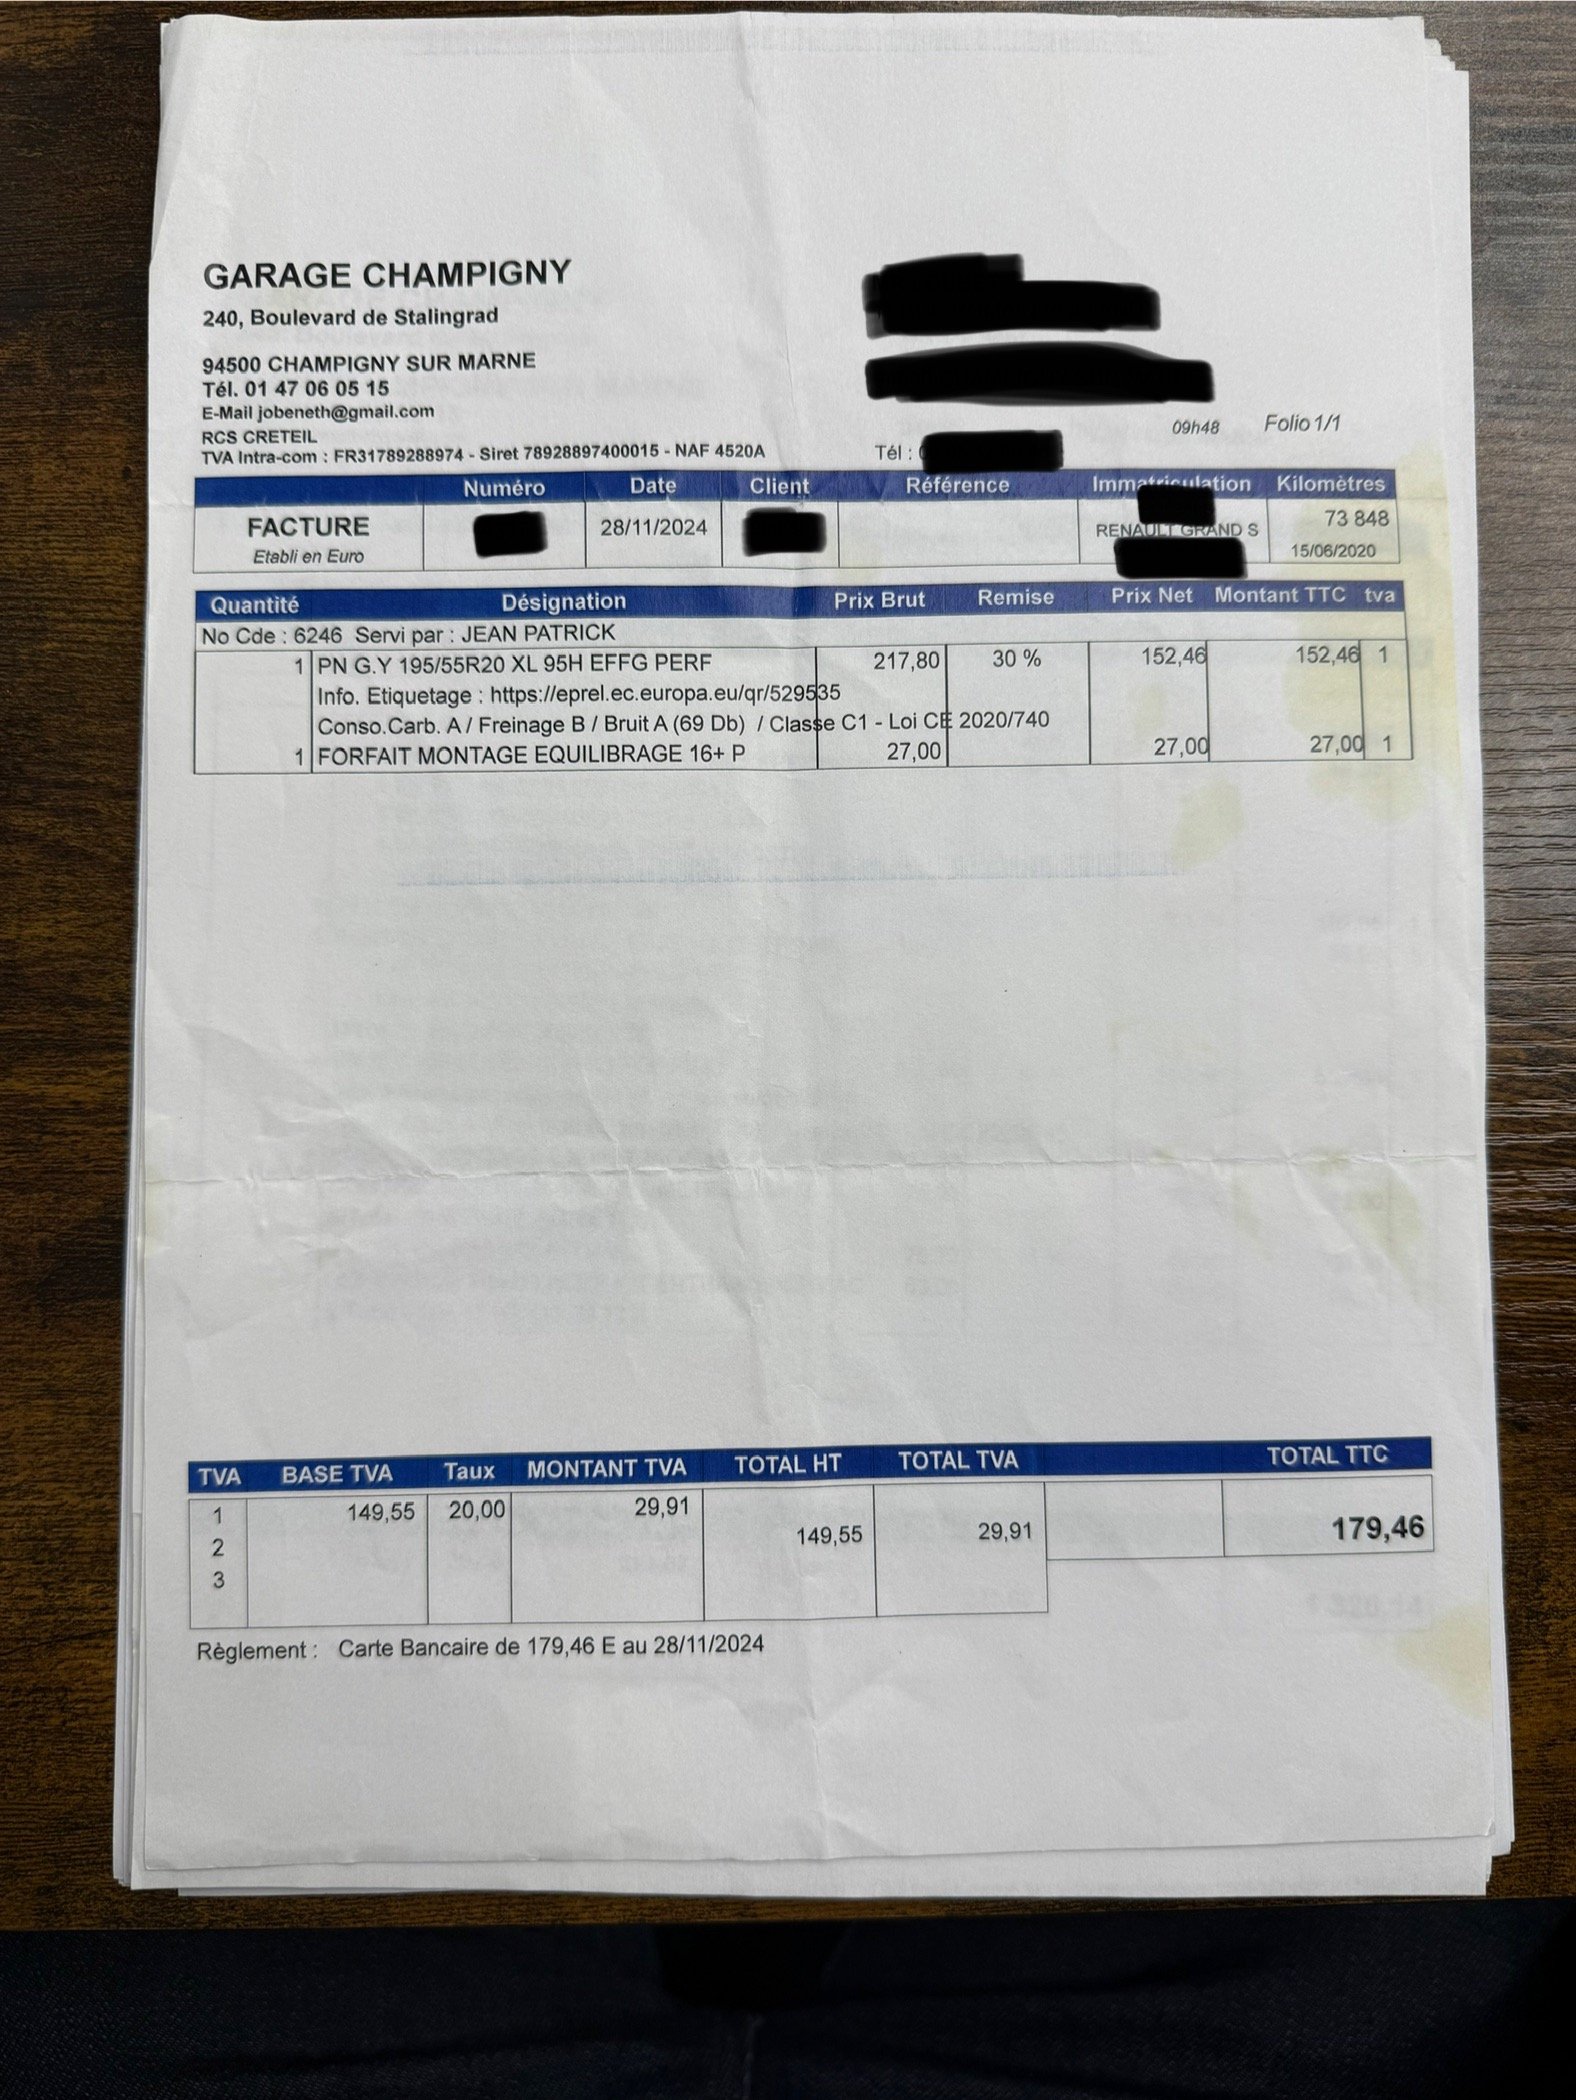 GARAGE CHAMPIGNY
240, Boulevard de Stalingrad
94500 CHAMPIGNY SUR MARNE
Tél. 01 47 06 05 15
E-Mail jobeneth@gmail.com
RCS CRETEIL
TVA Intra-com : FR31789288974 - Siret 78928897400015 - NAF 4520A
Tél :
09h48 Folio 1/1
Numéro Date Client Référence Immatriculation Kilomètres
FACTURE 28/11/2024 RENAULT GRAND S 73 848
Etabli en Euro 15/06/2020
Quantité Désignation Prix Brut Remise Prix Net Montant TTC tva
No Cde : 6246 Servi par : JEAN PATRICK
1 PN G.Y 195/55R20 XL 95H EFFG PERF 217,80 30 % 152,46 152,46 1
Info. Etiquetage : https://eprel.ec.europa.eu/qr/529535
Conso.Carb. A / Freinage B / Bruit A (69 Db) / Classe C1 - Loi CE 2020/740
1 FORFAIT MONTAGE EQUILIBRAGE 16+ P 27,00 27,00 27,00 1
TVA BASE TVA Taux MONTANT TVA TOTAL HT TOTAL TVA TOTAL TTC
1 149,55 20,00 29,91 149,55 29,91 179,46
2
3
Règlement : Carte Bancaire de 179,46 E au 28/11/2024